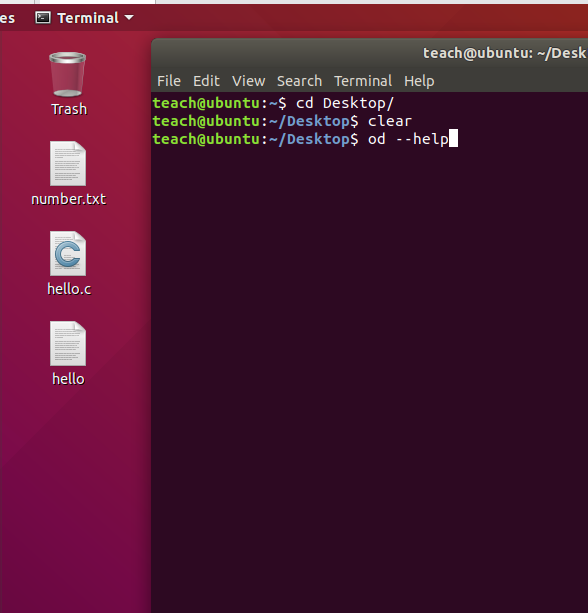 es Terminal
Trash
number.txt
hello.c
hello
teach@ubuntu: ~/Desk
File Edit View Search Terminal Help
teach@ubuntu:~$ cd Desktop/
teach@ubuntu:~/Desktop$ clear
teach@ubuntu:~/Desktop$ od --help